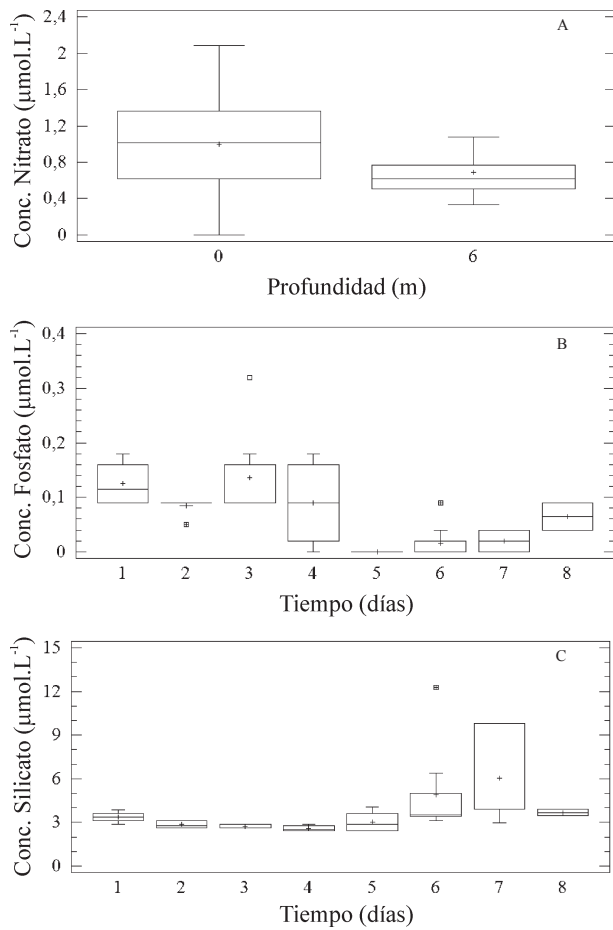 A
Conc. Nitrato (µmol.L⁻¹)
2,4
2
1,6
1,2
0,8
0,4
0
0 6
Profundidad (m)
B
Conc. Fosfato (µmol.L⁻¹)
0,4
0,3
0,2
0,1
0
1 2 3 4 5 6 7 8
Tiempo (días)
C
Conc. Silicato (µmol.L⁻¹)
15
12
9
6
3
0
1 2 3 4 5 6 7 8
Tiempo (días)